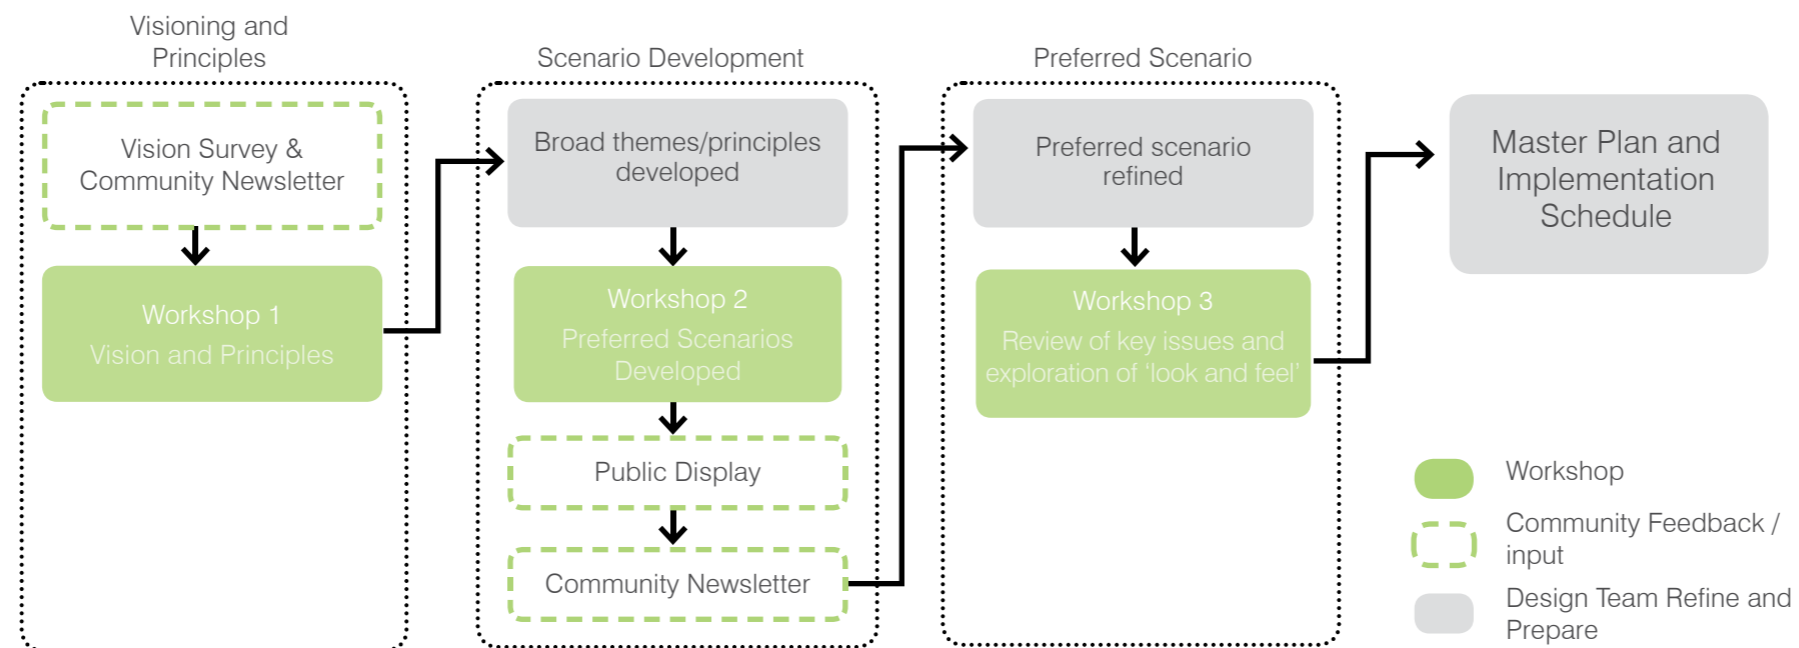 Visioning and
Principles
Vision Survey &
Community Newsletter
Workshop 1
Vision and Principles
Scenario Development
Broad themes/principles
developed
Workshop 2
Preferred Scenarios
Developed
Public Display
Community Newsletter
Preferred Scenario
Preferred scenario
refined
Workshop 3
Review of key issues and
exploration of ‘look and feel’
Master Plan and
Implementation
Schedule
Workshop
Community Feedback /
input
Design Team Refine and
Prepare